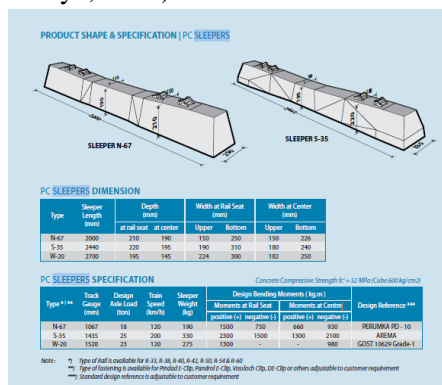 PRODUCT SHAPE & SPECIFICATION | PC SLEEPERS
195
210
SLEEPER N-67
195
220
SLEEPER S-35
PC SLEEPERS DIMENSION
Type Sleeper Length (mm) Depth (mm) Width at Rail Seat (mm) Width at Center (mm)
at rail seat at center Upper Bottom Upper Bottom
N-67 2000 210 190 150 250 150 226
S-35 2440 220 195 190 310 180 240
W-20 2700 195 145 224 300 182 250
PC SLEEPERS SPECIFICATION Concrete Compressive Strength fc' = 52 MPa (Cube 600 kg/cm2)
Type *) **) Track Gauge (mm) Design Axle Load (ton) Train Speed (km/h) Sleeper Weight (kg) Design Bending Moments (kg.m) Design Reference ***
Moments at Rail Seat Moments at Centre
positive (+) negative (-) positive (+) negative (-)
N-67 1067 18 120 190 1500 750 660 930 PERUMKA PD - 10
S-35 1435 25 200 330 2300 1500 1300 2100 AREMA
W-20 1520 23 120 275 1300 - - 980 GOST 10629 Grade-1
Note: *) Type of Rail is available for R-33, R-38, R-40, R-42, R-50, R-54 & R-60
**) Type of fastening is available for Pindad E-Clip, Pandrol E-Clip, Vossloch Clip, DE-Clip or others adjustable to customer requirement
***) Standard design reference is adjustable to customer requirement